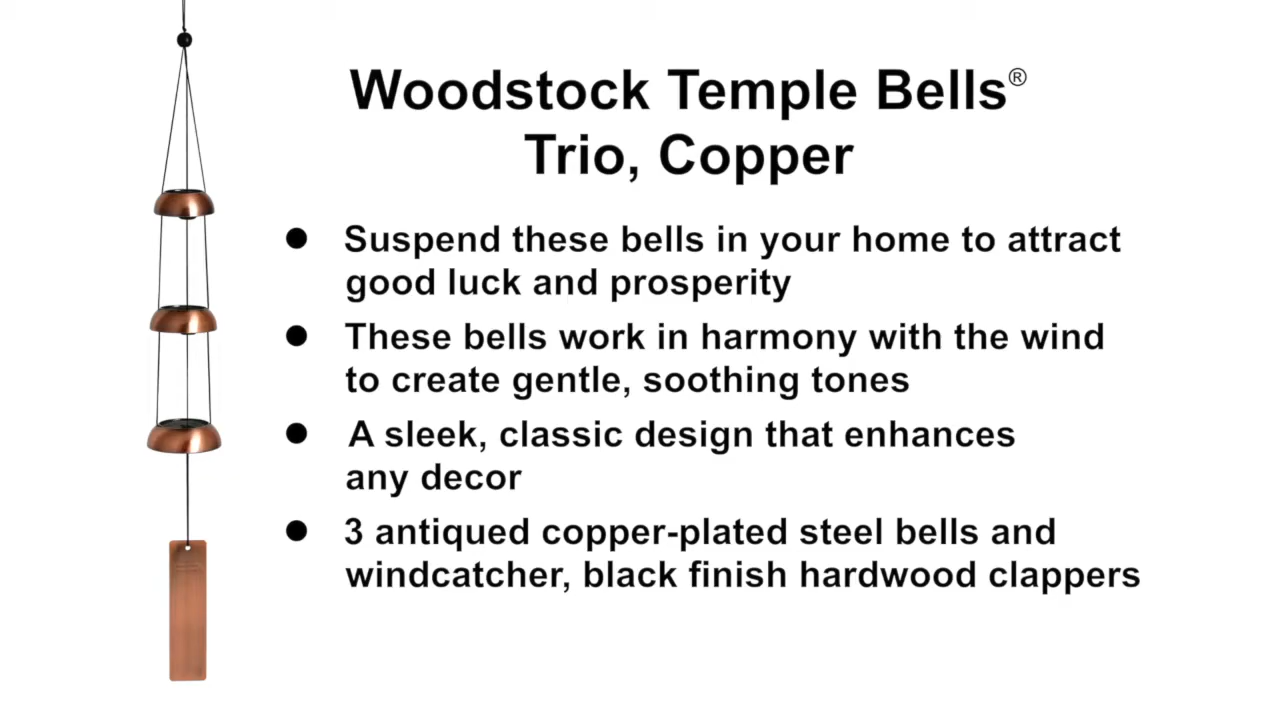 Woodstock Temple Bells®
Trio, Copper
● Suspend these bells in your home to attract
good luck and prosperity
● These bells work in harmony with the wind
to create gentle, soothing tones
● A sleek, classic design that enhances
any decor
● 3 antiqued copper-plated steel bells and
windcatcher, black finish hardwood clappers